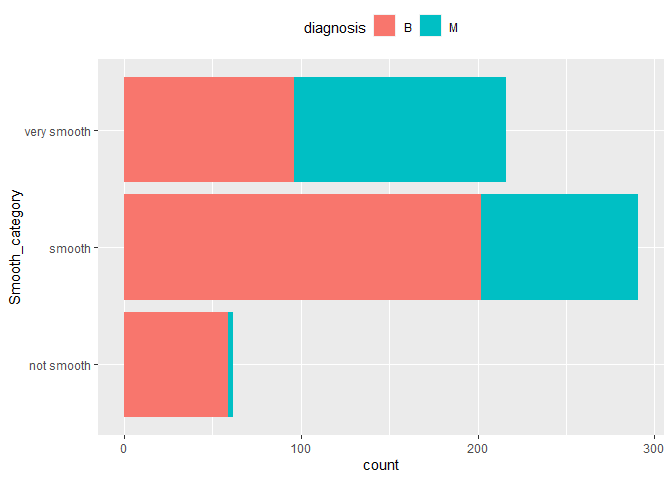 diagnosis B M
very smooth
smooth
not smooth
Smooth_category
0 100 200 300
count